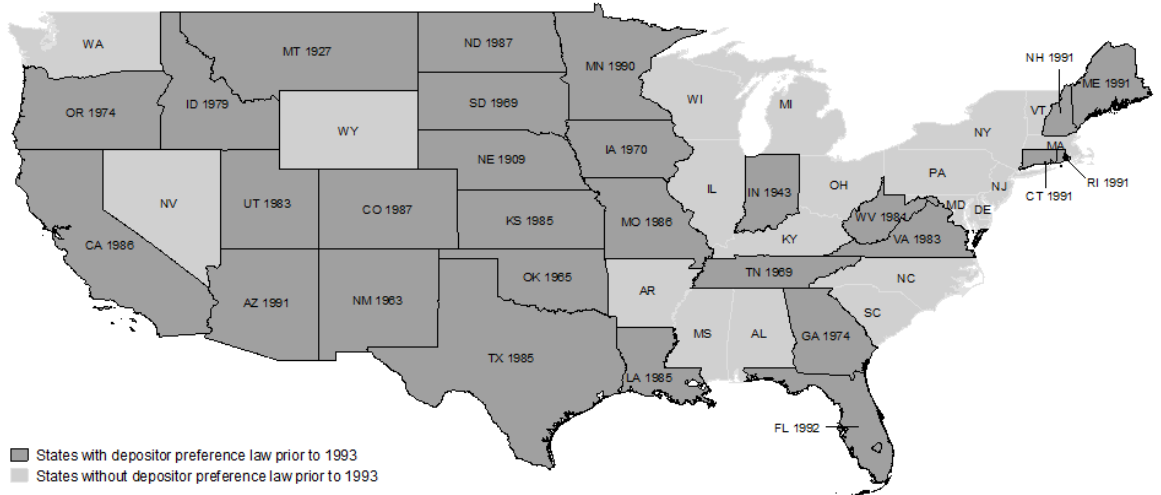 WA
MT 1927
ND 1987
MN 1990
NH 1991
ME 1991
OR 1974
ID 1979
SD 1969
WI
MI
VT
NY
WY
NE 1909
IA 1970
MA
PA
NJ
RI 1991
CT 1991
NV
UT 1983
CO 1987
IL
IN 1943
OH
MD
DE
CA 1986
KS 1985
MO 1986
WV 1981
KY
VA 1983
AZ 1991
NM 1963
OK 1965
TN 1969
NC
AR
SC
MS
AL
GA 1974
TX 1985
LA 1985
FL 1992
States with depositor preference law prior to 1993
States without depositor preference law prior to 1993